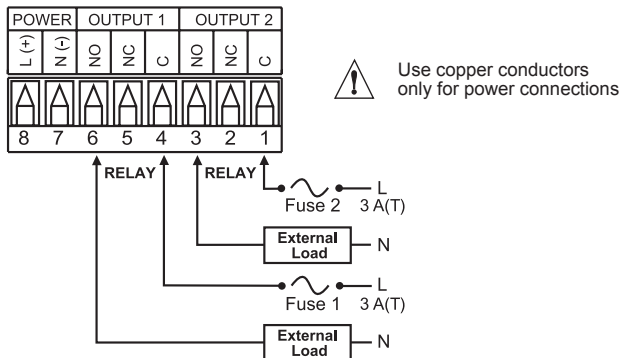 POWER OUTPUT 1 OUTPUT 2
L (+) N (-) NO NC C NO NC C
8 7 6 5 4 3 2 1
Use copper conductors
only for power connections
RELAY RELAY
L
Fuse 2 3 A(T)
External
Load
N
L
Fuse 1 3 A(T)
External
Load
N